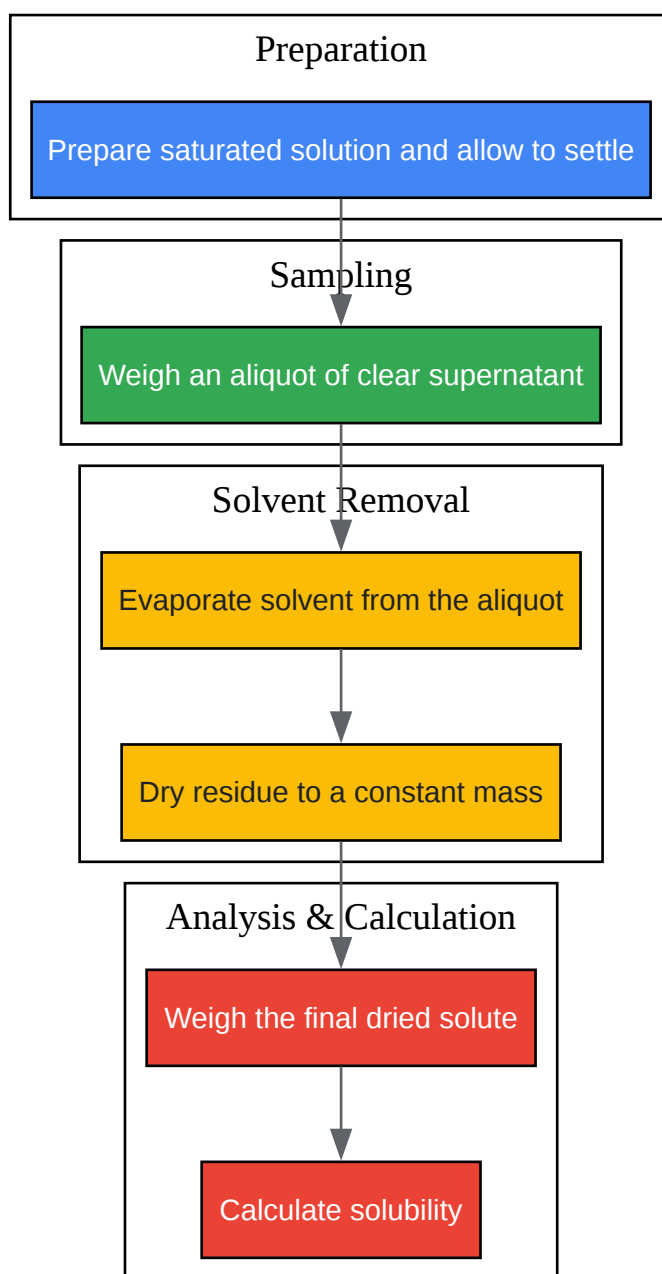 Preparation
Prepare saturated solution and allow to settle
Sampling
Weigh an aliquot of clear supernatant
Solvent Removal
Evaporate solvent from the aliquot
Dry residue to a constant mass
Analysis & Calculation
Weigh the final dried solute
Calculate solubility